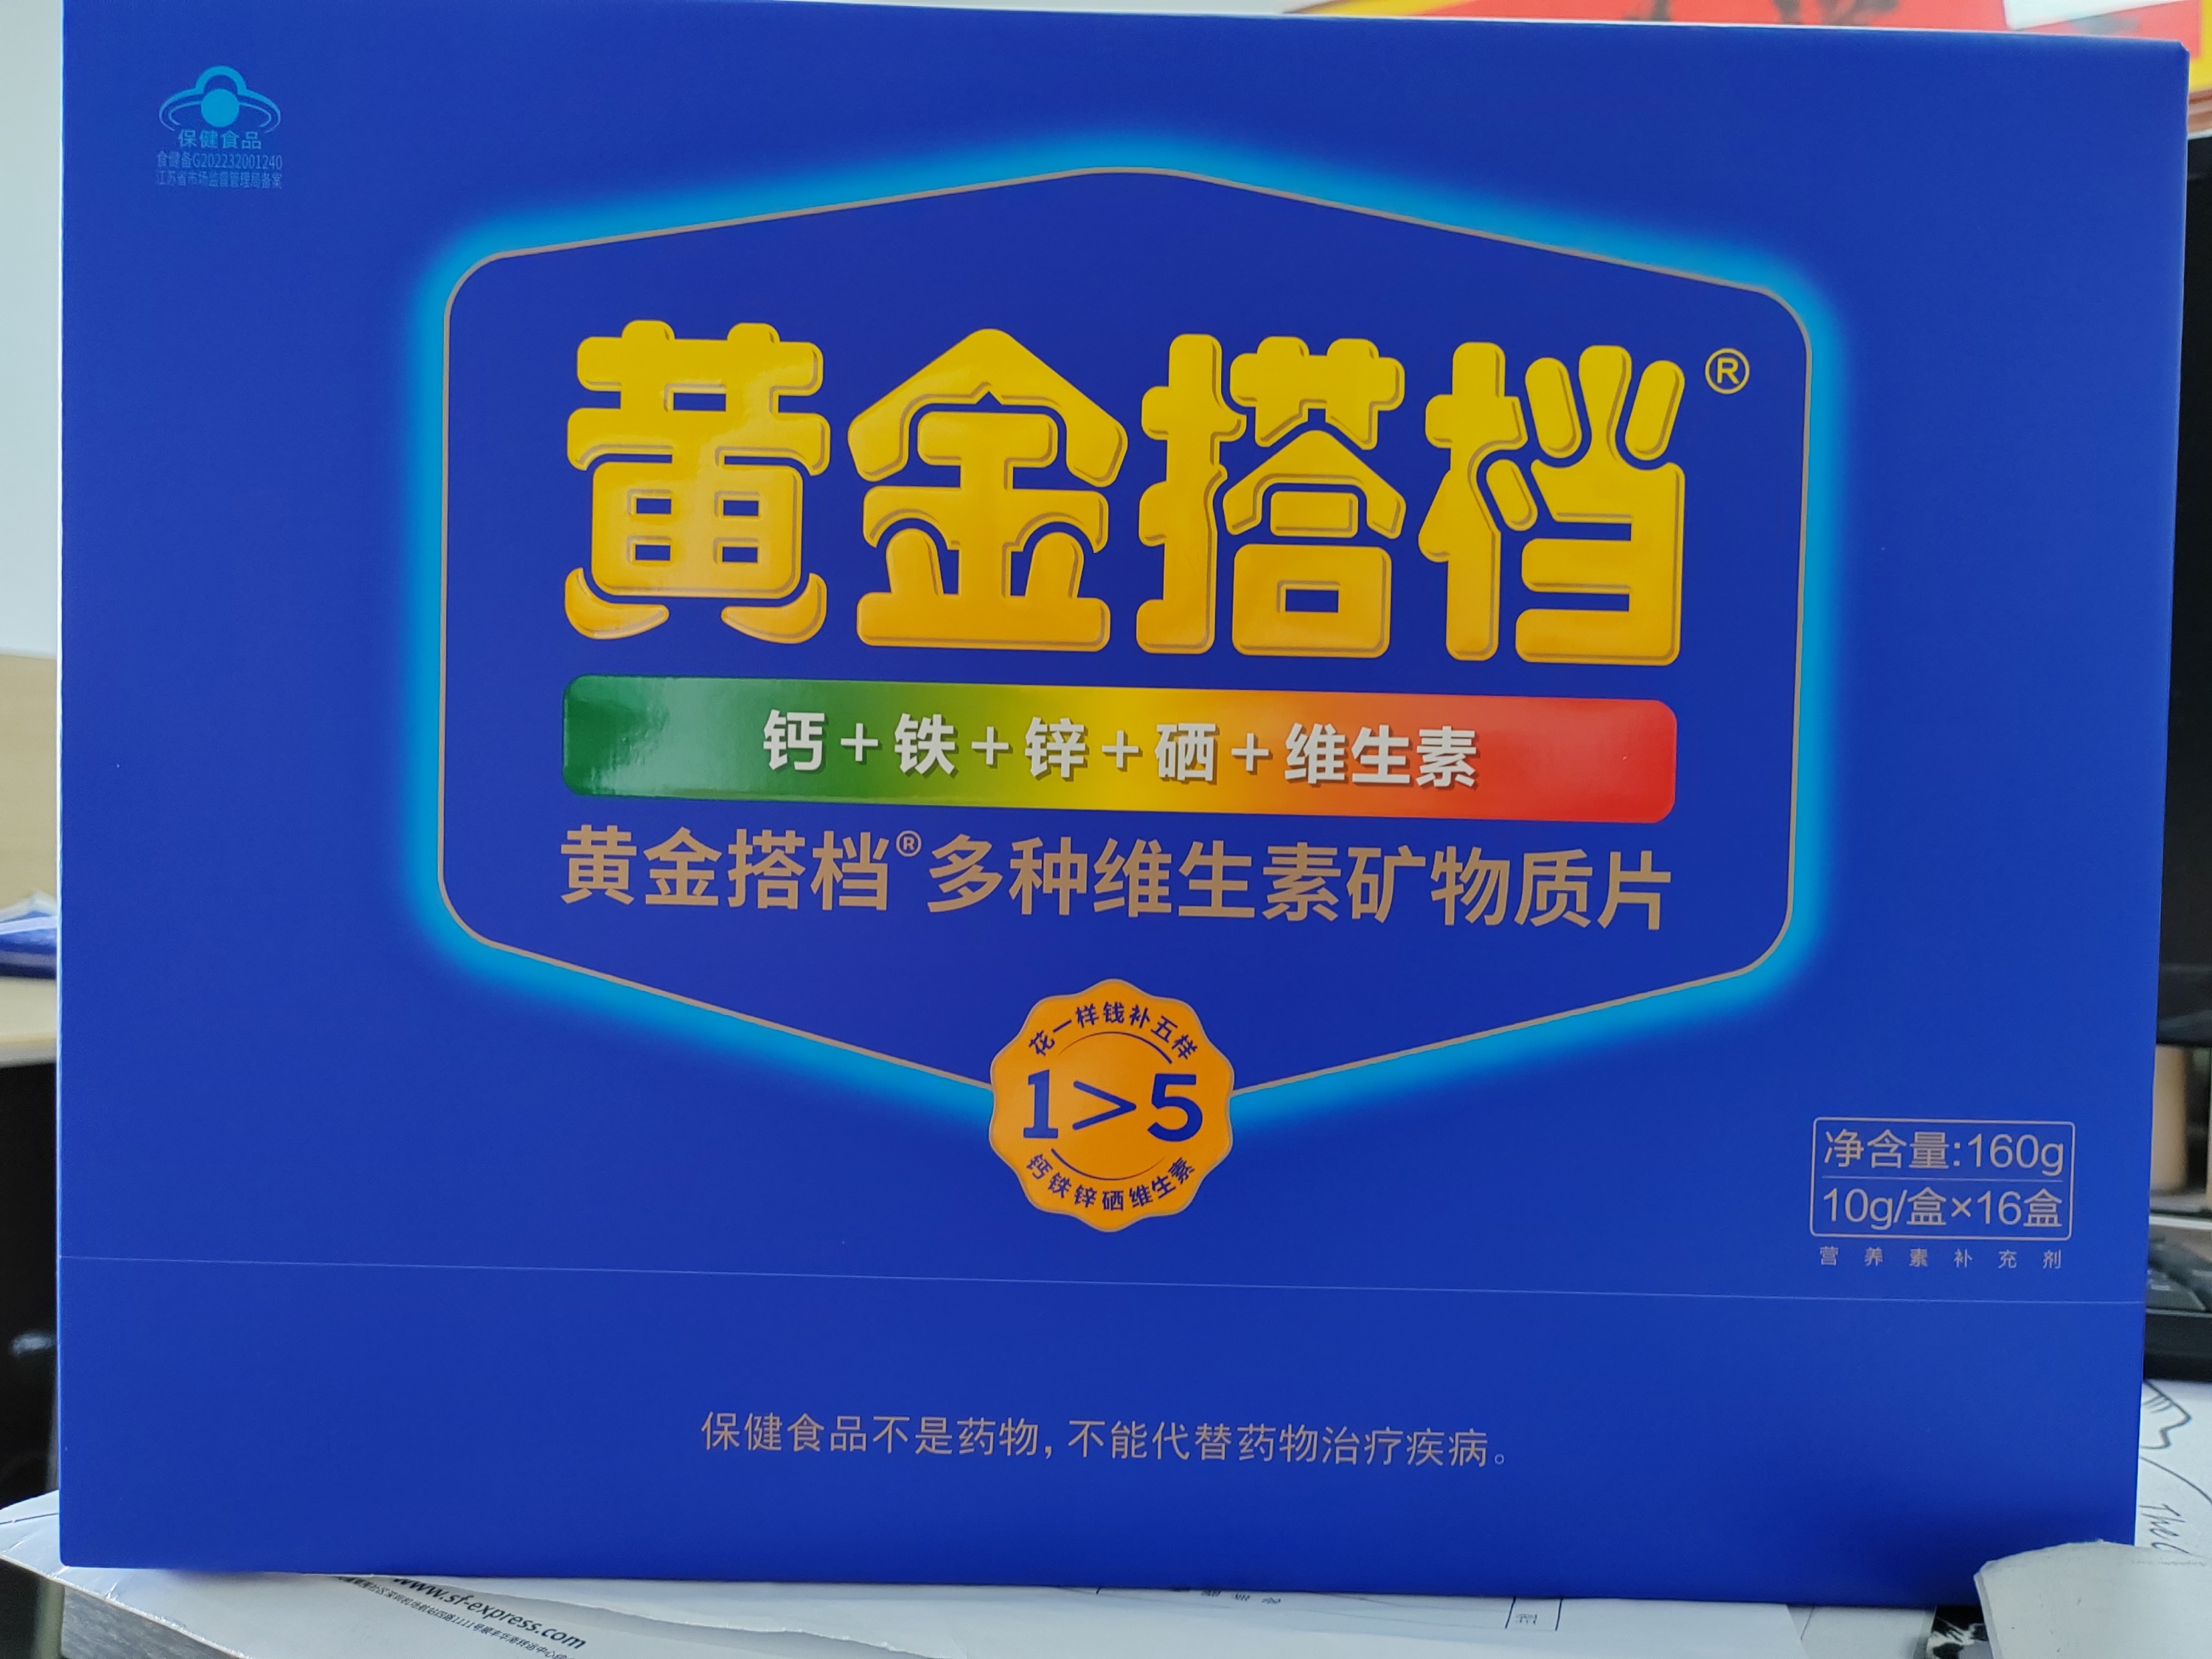 保健食品
食健备G202232001240
江苏省市场监督管理局备案
黄金搭档®
钙+铁+锌+硒+维生素
黄金搭档®多种维生素矿物质片
花一样钱补五样
1>5
钙铁锌硒维生素
净含量:160g
10g/盒×16盒
营养素补充剂
保健食品不是药物,不能代替药物治疗疾病。
www.sf-express.com
The